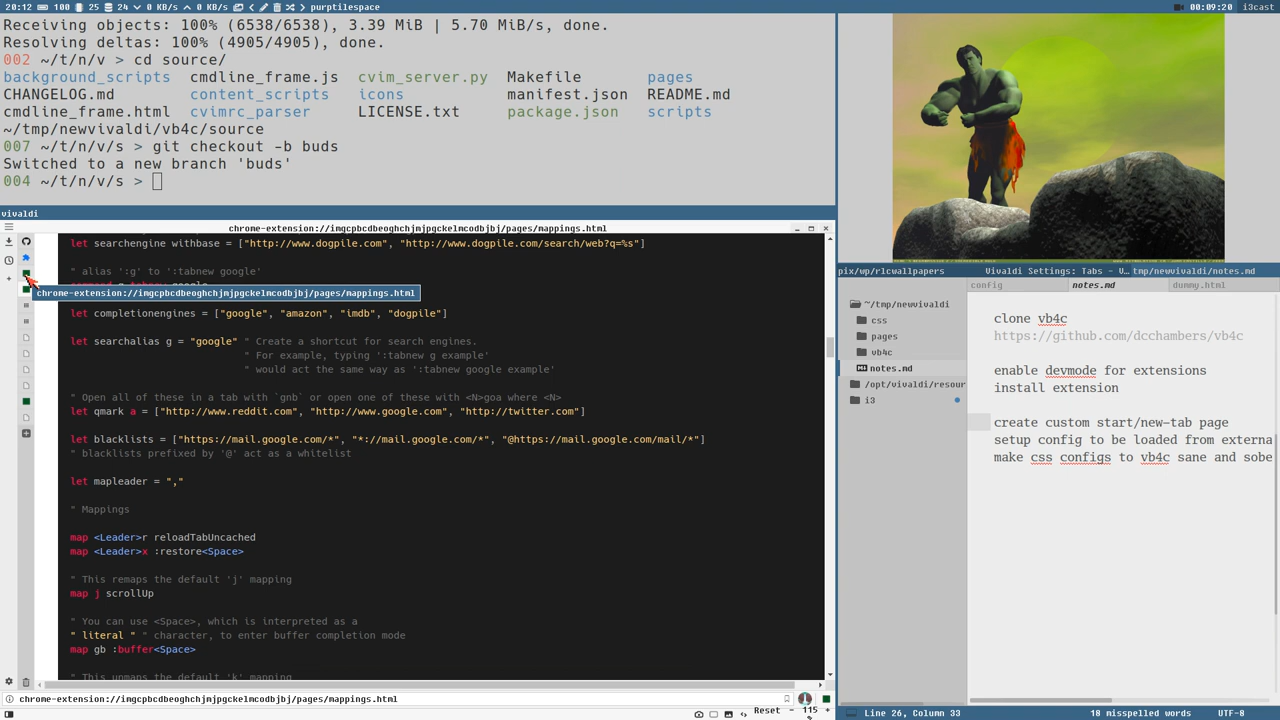 20:12 100 25 24 0 KB/s 0 KB/s purptilespace 00:09:20 i3cast
Receiving objects: 100% (6538/6538), 3.39 MiB | 5.70 MiB/s, done.
Resolving deltas: 100% (4905/4905), done.
002 ~/t/n/v > cd source/
background_scripts cmdline_frame.js cvim_server.py Makefile pages
CHANGELOG.md content_scripts icons manifest.json README.md
cmdline_frame.html cvimrc_parser LICENSE.txt package.json scripts
~/tmp/newvivaldi/vb4c/source
007 ~/t/n/v/s > git checkout -b buds
Switched to a new branch 'buds'
004 ~/t/n/v/s >
vivaldi
chrome-extension://imgcpbcdbeoghchjmjpgckelmcodbjbj/pages/mappings.html
let searchengine withbase = ["http://www.dogpile.com", "http://www.dogpile.com/search/web?q=%s"]
" alias ':g' to ':tabnew google'
chrome-extension://imgcpbcdbeoghchjmjpgckelmcodbjbj/pages/mappings.html
let completionengines = ["google", "amazon", "imdb", "dogpile"]
let searchalias g = "google" " Create a shortcut for search engines.
" For example, typing ':tabnew g example'
" would act the same way as ':tabnew google example'
" Open all of these in a tab with `gnb` or open one of these with <N>goa where <N>
let qmark a = ["http://www.reddit.com", "http://www.google.com", "http://twitter.com"]
let blacklists = ["https://mail.google.com/*", "*://mail.google.com/*", "@https://mail.google.com/mail/*"]
" blacklists prefixed by '@' act as a whitelist
let mapleader = ","
" Mappings
map <Leader>r reloadTabUncached
map <Leader>x :restore<Space>
" This remaps the default 'j' mapping
map j scrollUp
" You can use <Space>, which is interpreted as a
" literal " " character, to enter buffer completion mode
map gb :buffer<Space>
" This unmaps the default 'k' mapping
chrome-extension://imgcpbcdbeoghchjmjpgckelmcodbjbj/pages/mappings.html
Reset − 115 % +
pix/wp/rlcwallpapers Vivaldi Settings: Tabs - V… tmp/newvivaldi/notes.md
config notes.md dummy.html
~/tmp/newvivaldi
css
pages
vb4c
notes.md
/opt/vivaldi/resour
i3
clone vb4c
https://github.com/dcchambers/vb4c
enable devmode for extensions
install extension
create custom start/new-tab page
setup config to be loaded from externa
make css configs to vb4c sane and sobe
Line 26, Column 33 18 misspelled words UTF-8